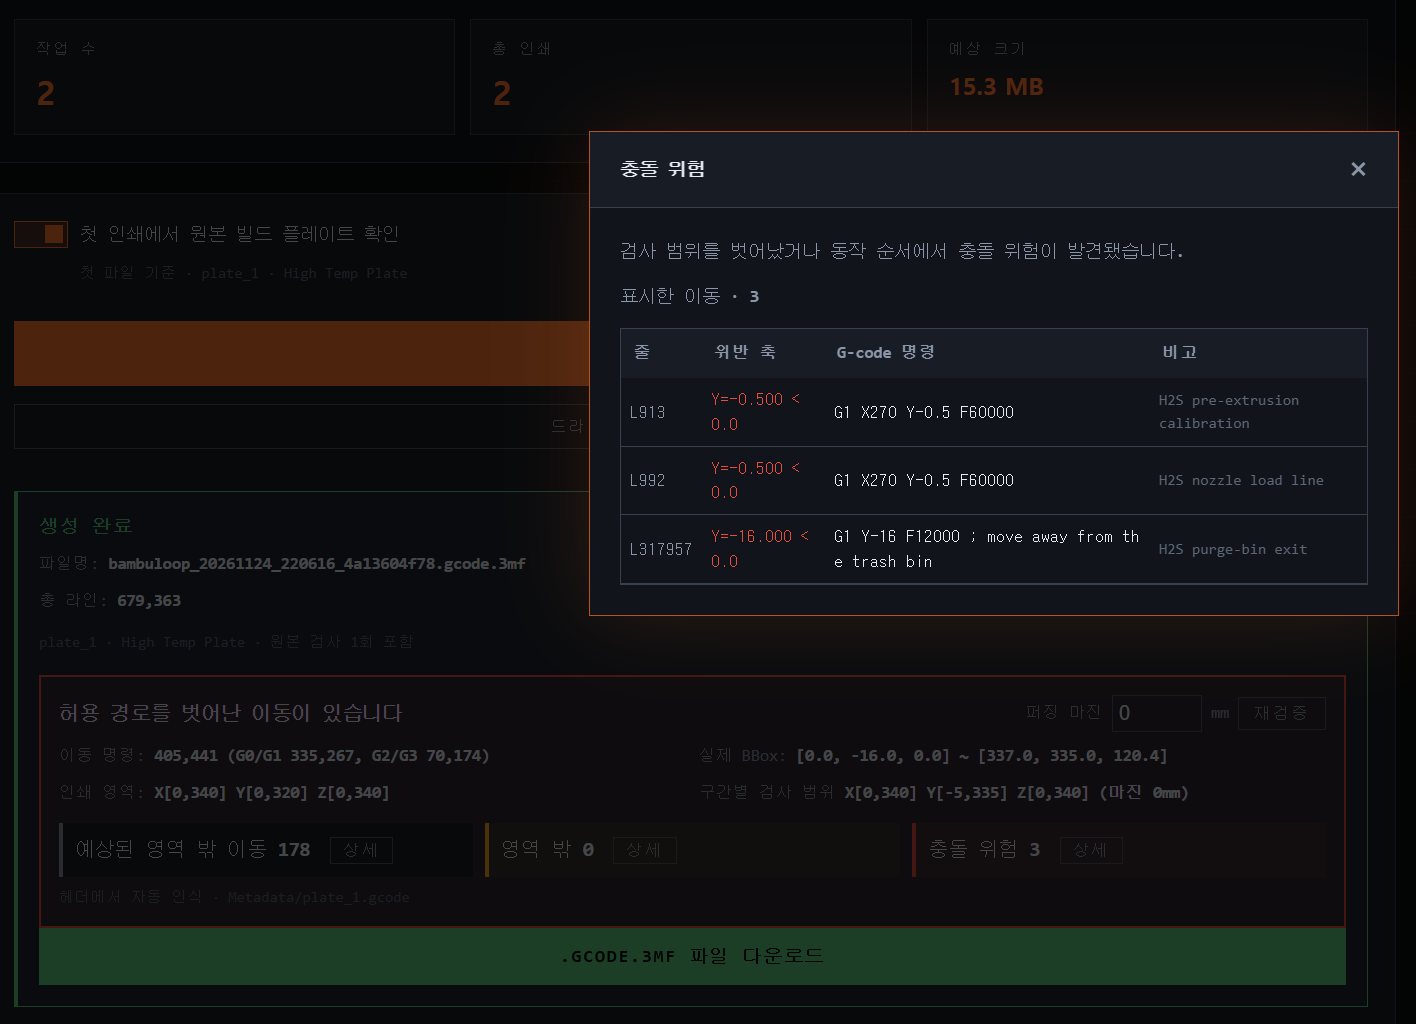 작업 수
2
총 인쇄
2
예상 크기
15.3 MB
충돌 위험
×
검사 범위를 벗어났거나 동작 순서에서 충돌 위험이 발견됐습니다.
표시한 이동 · 3
줄 위반 축 G-code 명령 비고
L913
Y=-0.500 <
0.0
G1 X270 Y-0.5 F60000
H2S pre-extrusion
calibration
L992
Y=-0.500 <
0.0
G1 X270 Y-0.5 F60000
H2S nozzle load line
L317957
Y=-16.000 <
0.0
G1 Y-16 F12000 ; move away from th
e trash bin
H2S purge-bin exit
첫 인쇄에서 원본 빌드 플레이트 확인
첫 파일 기준 · plate_1 · High Temp Plate
드라
생성 완료
파일명: bambuloop_20261124_220616_4a13604f78.gcode.3mf
총 라인: 679,363
plate_1 · High Temp Plate · 원본 검사 1회 포함
허용 경로를 벗어난 이동이 있습니다
퍼징 마진 0 mm 재검증
이동 명령: 405,441 (G0/G1 335,267, G2/G3 70,174)
실제 BBox: [0.0, -16.0, 0.0] ~ [337.0, 335.0, 120.4]
인쇄 영역: X[0,340] Y[0,320] Z[0,340]
구간별 검사 범위 X[0,340] Y[-5,335] Z[0,340] (마진 0mm)
예상된 영역 밖 이동 178 상세
영역 밖 0 상세
충돌 위험 3 상세
헤더에서 자동 인식 · Metadata/plate_1.gcode
.GCODE.3MF 파일 다운로드